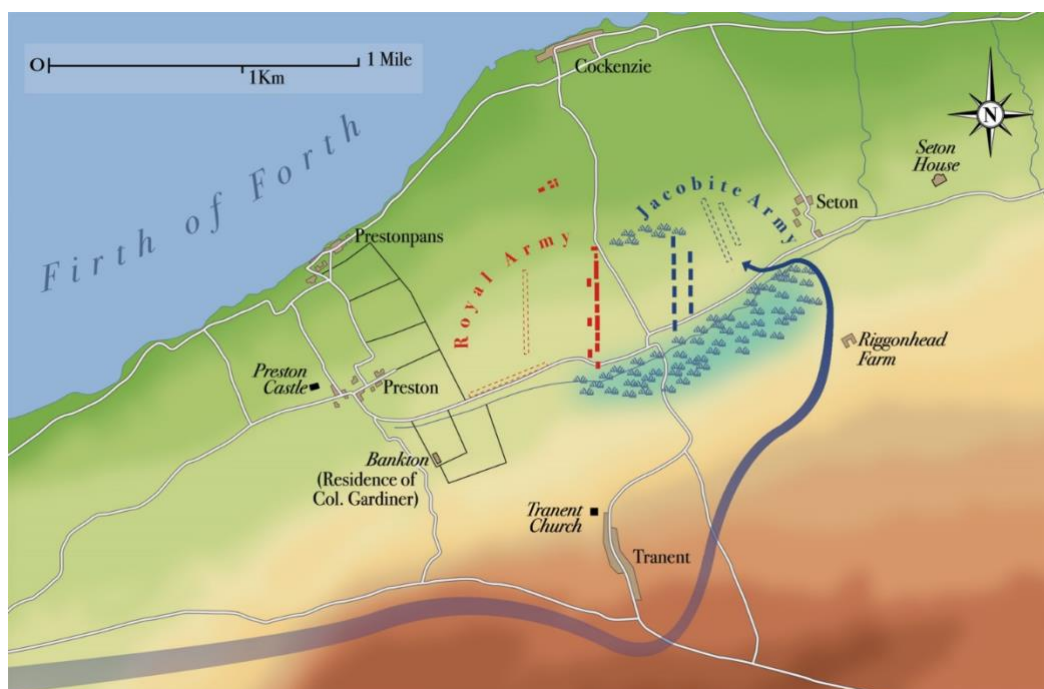 O
1 Mile
1Km
Cockenzie
N
Firth of Forth
Seton
House
Jacobite Army
Seton
Prestonpans
Royal Army
Riggonhead
Farm
Preston
Castle
Preston
Bankton
(Residence of
Col. Gardiner)
Tranent
Church
Tranent